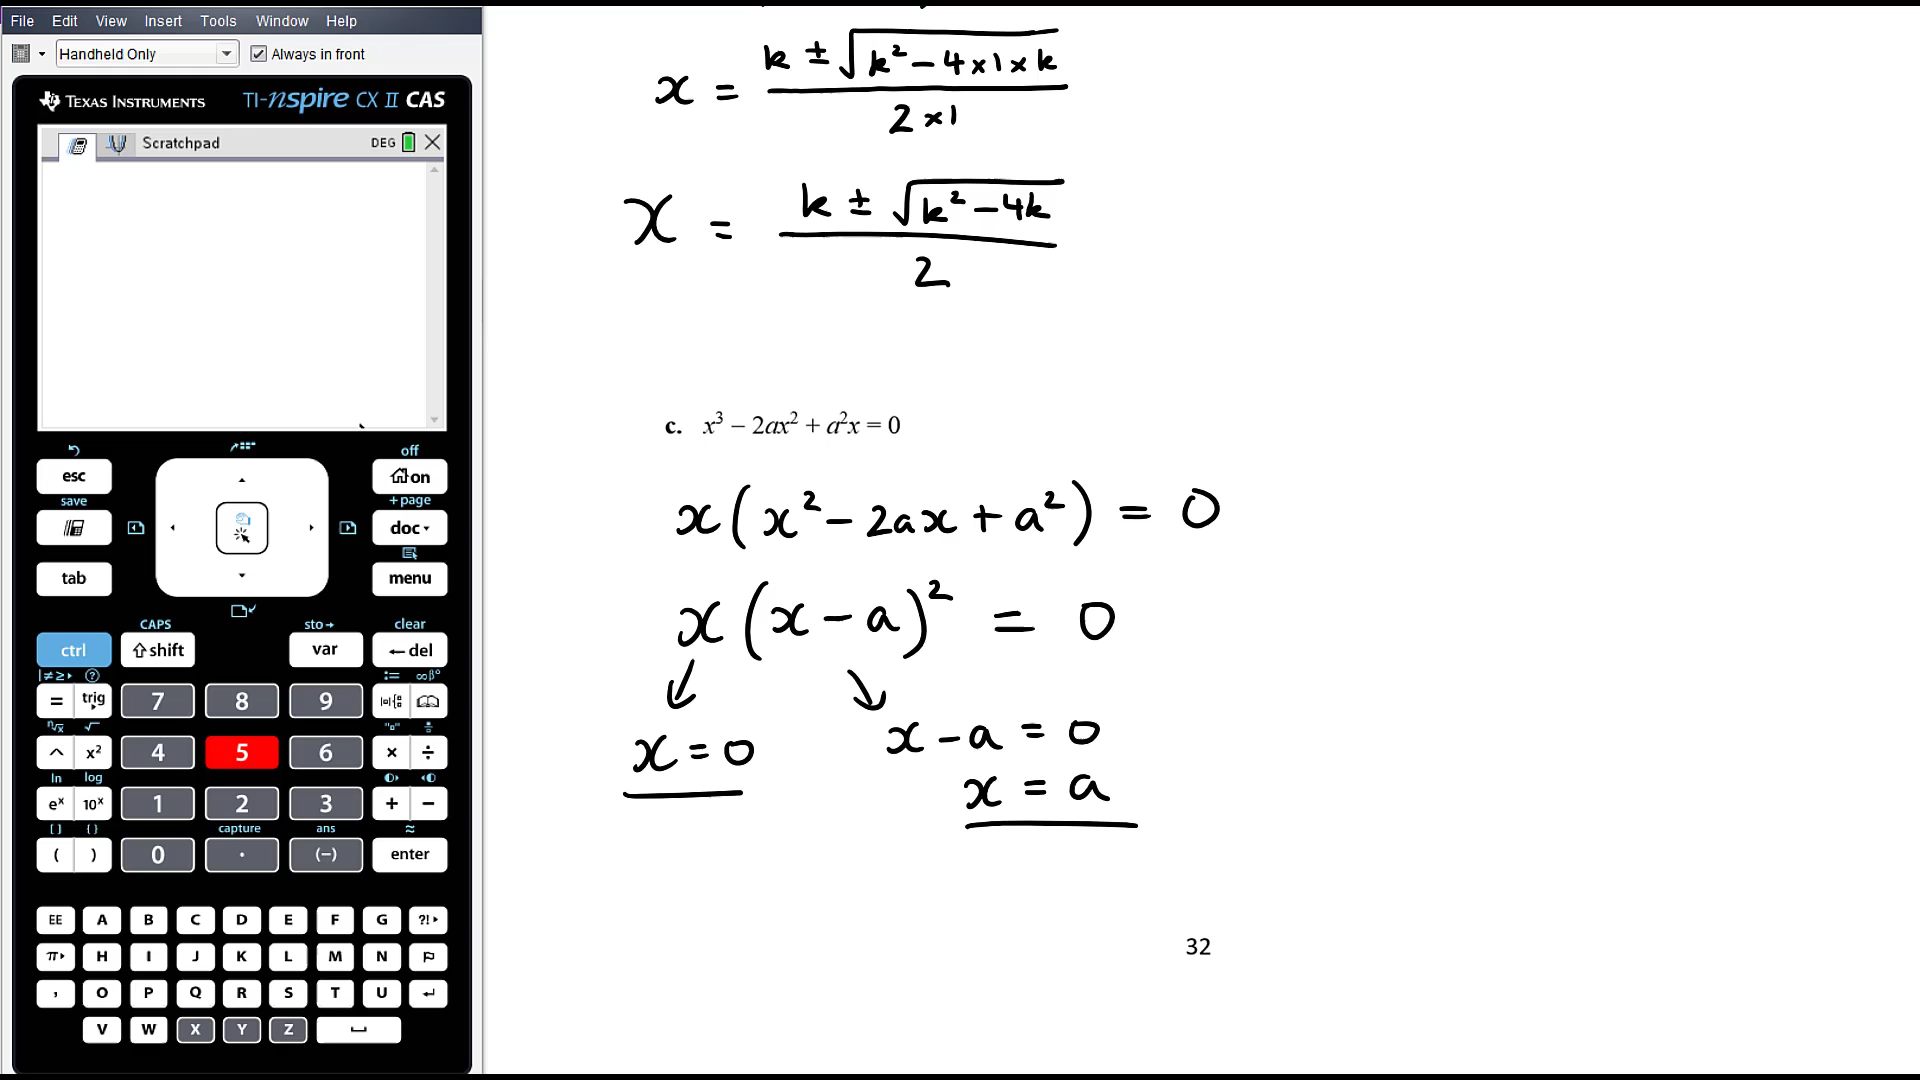 File Edit View Insert Tools Window Help
Handheld Only Always in front
TEXAS INSTRUMENTS TI-nspire CX II CAS
Scratchpad DEG
off
esc on
save + page
doc
tab menu
CAPS sto→ clear
ctrl ⇧shift var ←del
|≠≥▸ := ∞β°
= trig 7 8 9
ⁿ√x √ "▫" ÷
^ x² 4 5 6 × ÷
ln log
eˣ 10ˣ 1 2 3 + −
[ ] { } capture ans ≈
( ) 0 . (−) enter
EE A B C D E F G ?!▸
π▸ H I J K L M N
, O P Q R S T U ↵
V W X Y Z
x = (k ± √(k² − 4×1×k)) / (2×1)
x = (k ± √(k² − 4k)) / 2
c. x³ − 2ax² + a²x = 0
x(x² − 2ax + a²) = 0
x(x − a)² = 0
x = 0 x − a = 0
x = a
32